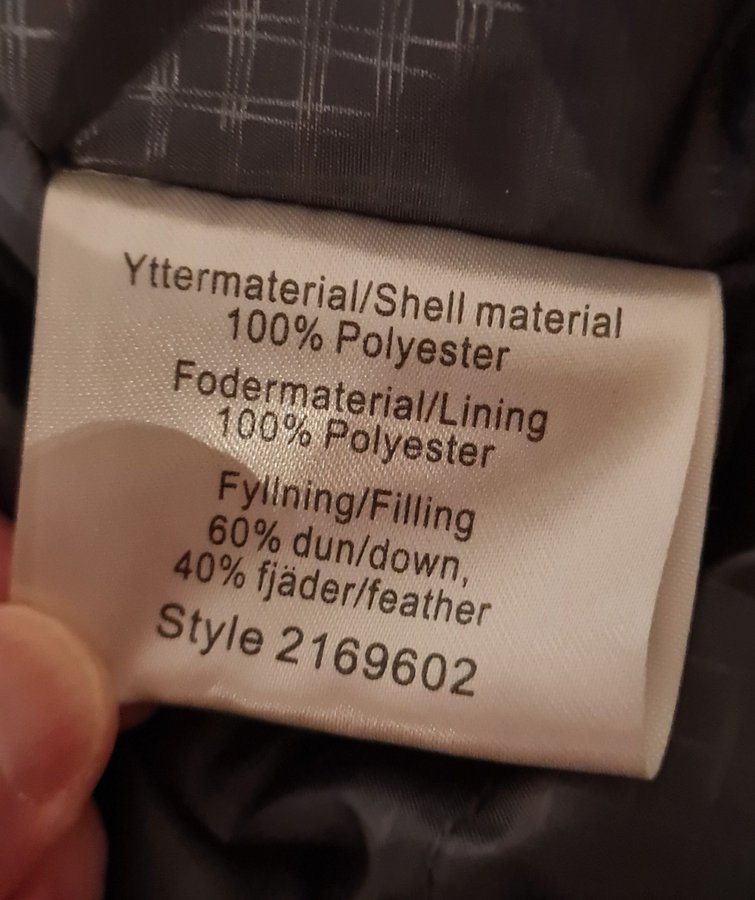 Yttermaterial/Shell material
100% Polyester
Fodermaterial/Lining
100% Polyester
Fyllning/Filling
60% dun/down,
40% fjäder/feather
Style 2169602